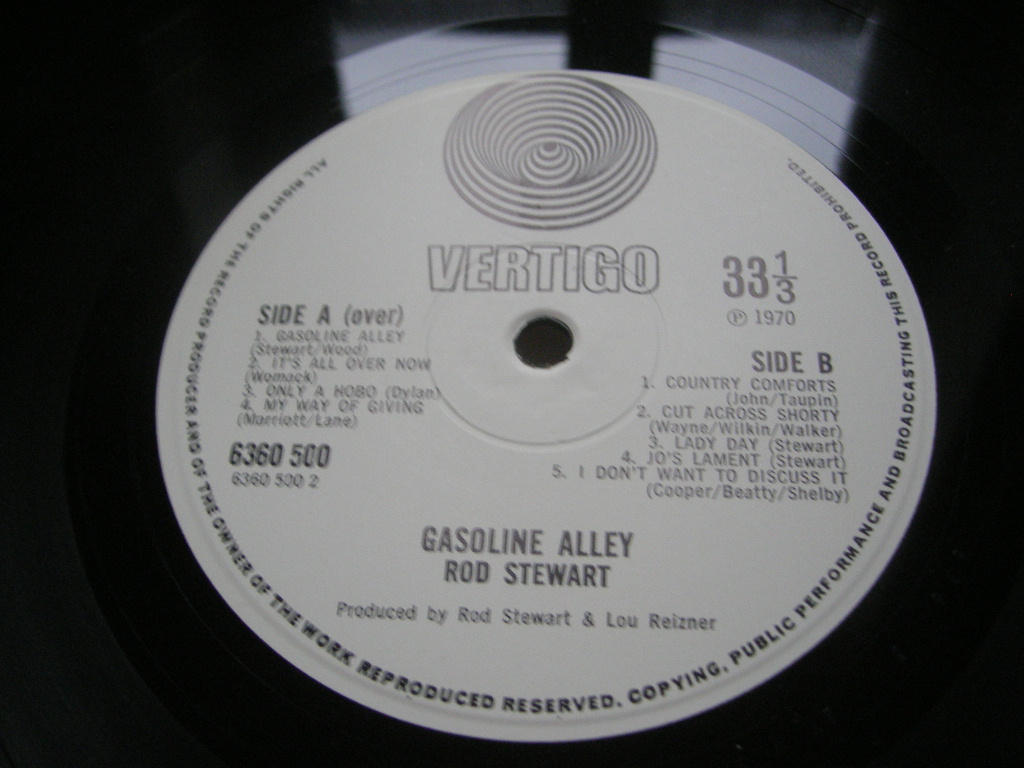 VERTIGO
33 1/3
℗ 1970
SIDE A (over)
1. GASOLINE ALLEY
(Stewart/Wood)
2. IT'S ALL OVER NOW
(Womack)
3. ONLY A HOBO (Dylan)
4. MY WAY OF GIVING
(Marriott/Lane)
6360 500
6360 500 2
SIDE B
1. COUNTRY COMFORTS
(John/Taupin)
2. CUT ACROSS SHORTY
(Wayne/Wilkin/Walker)
3. LADY DAY (Stewart)
4. JO'S LAMENT (Stewart)
5. I DON'T WANT TO DISCUSS IT
(Cooper/Beatty/Shelby)
GASOLINE ALLEY
ROD STEWART
Produced by Rod Stewart & Lou Reizner
ALL RIGHTS OF THE RECORD PRODUCER AND OF THE OWNER OF THE WORK REPRODUCED RESERVED. COPYING, PUBLIC PERFORMANCE AND BROADCASTING THIS RECORD PROHIBITED.